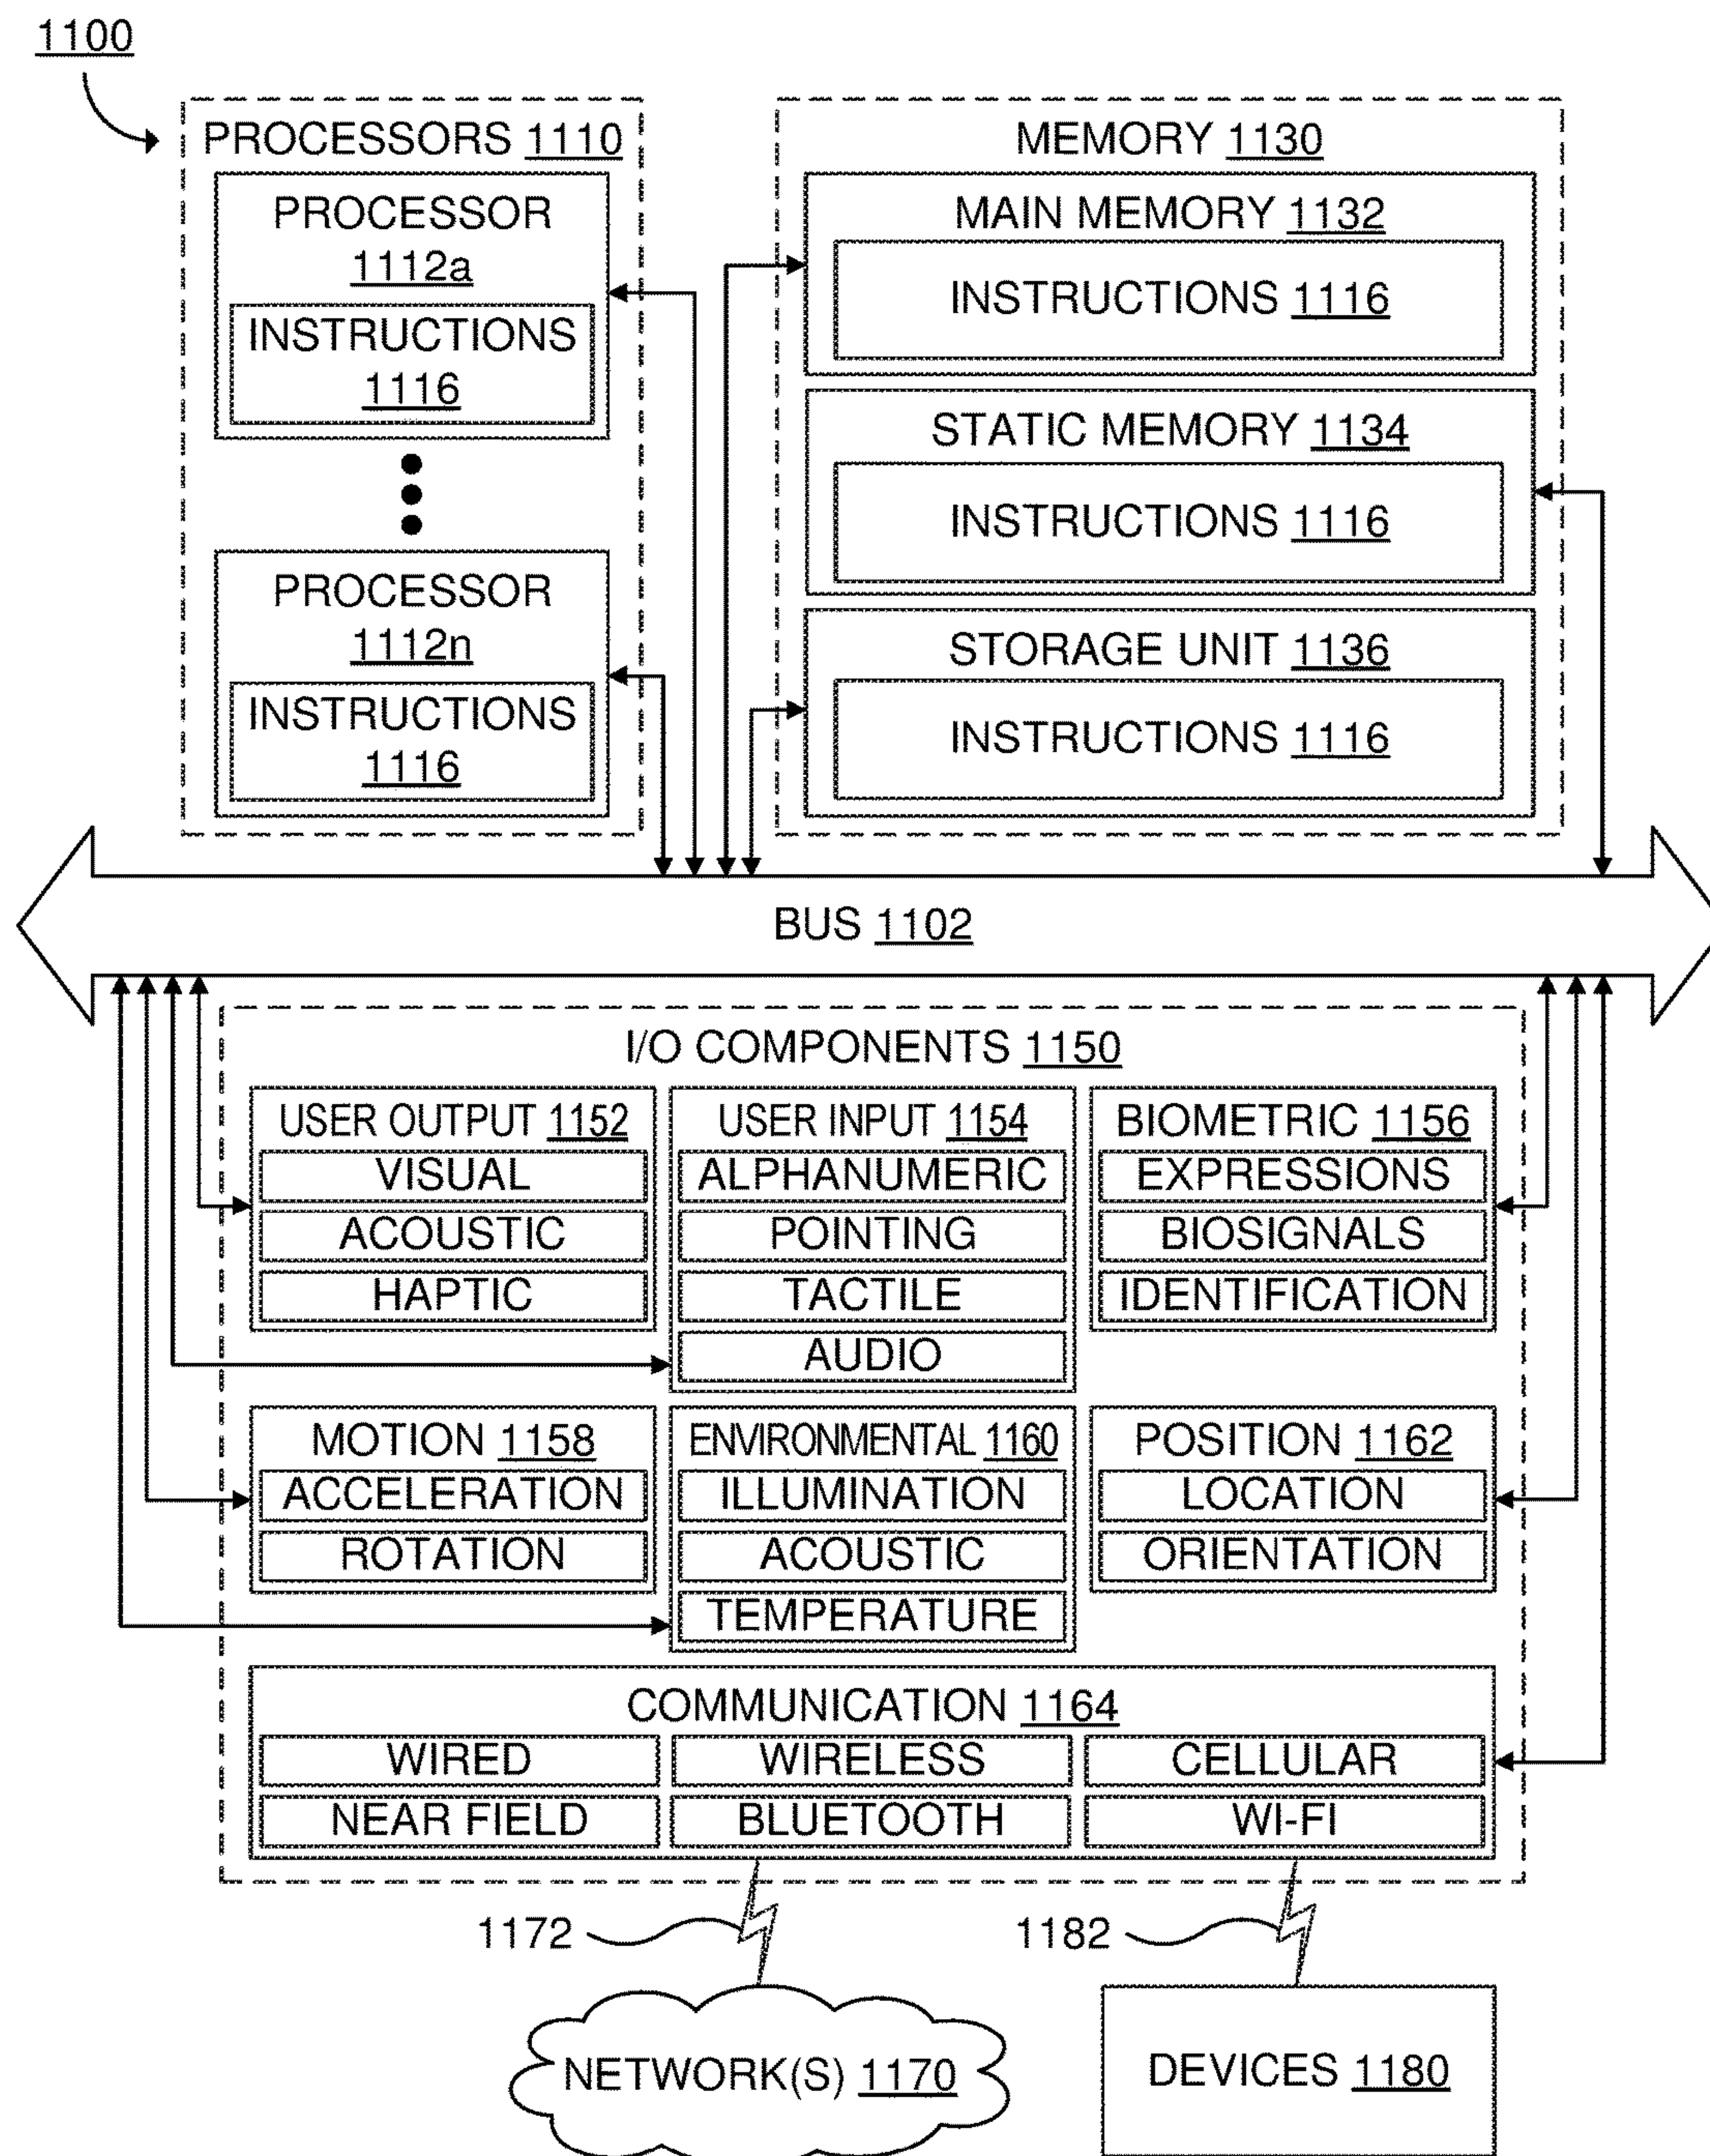 1100
PROCESSORS 1110
PROCESSOR
1112a
INSTRUCTIONS
1116
PROCESSOR
1112n
INSTRUCTIONS
1116
MEMORY 1130
MAIN MEMORY 1132
INSTRUCTIONS 1116
STATIC MEMORY 1134
INSTRUCTIONS 1116
STORAGE UNIT 1136
INSTRUCTIONS 1116
BUS 1102
I/O COMPONENTS 1150
USER OUTPUT 1152
VISUAL
ACOUSTIC
HAPTIC
USER INPUT 1154
ALPHANUMERIC
POINTING
TACTILE
AUDIO
BIOMETRIC 1156
EXPRESSIONS
BIOSIGNALS
IDENTIFICATION
MOTION 1158
ACCELERATION
ROTATION
ENVIRONMENTAL 1160
ILLUMINATION
ACOUSTIC
TEMPERATURE
POSITION 1162
LOCATION
ORIENTATION
COMMUNICATION 1164
WIRED
WIRELESS
CELLULAR
NEAR FIELD
BLUETOOTH
WI-FI
1172
1182
NETWORK(S) 1170
DEVICES 1180